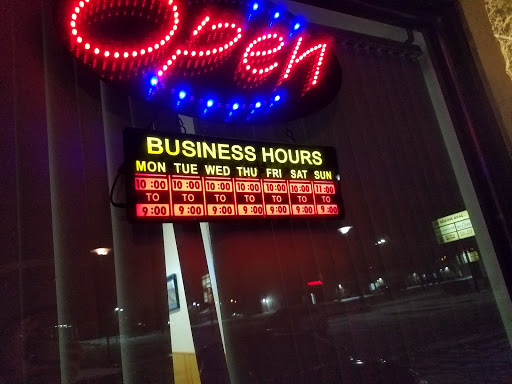 Open
BUSINESS HOURS
MON TUE WED THU FRI SAT SUN
10:00 10:00 10:00 10:00 10:00 10:00 11:00
TO TO TO TO TO TO TO
9:00 9:00 9:00 9:00 9:00 9:00 9:00